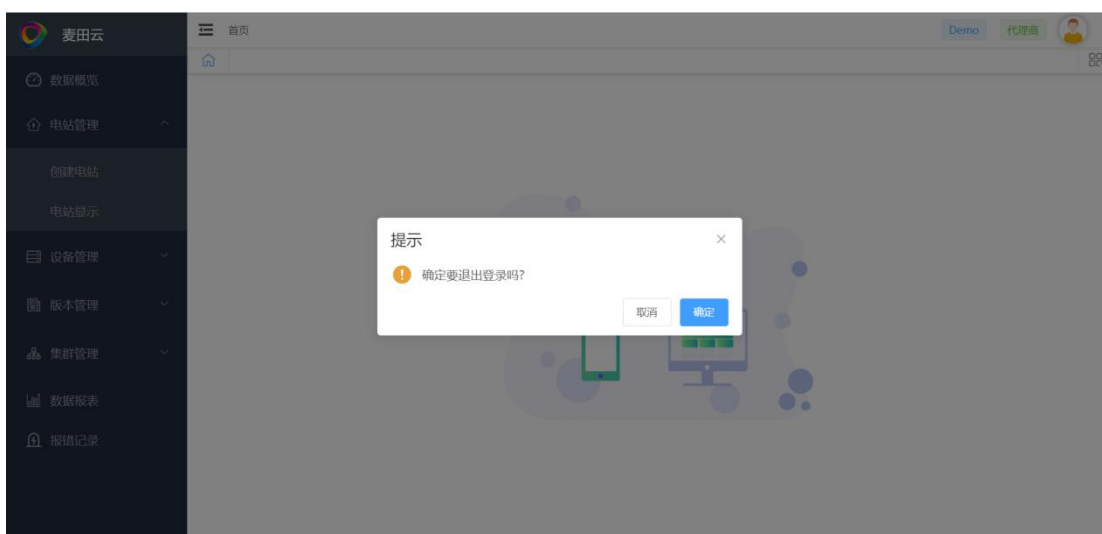 麦田云
首页
Demo
代理商
数据概览
电站管理
创建电站
电站显示
设备管理
版本管理
集群管理
数据报表
报错记录
提示
确定要退出登录吗?
取消
确定